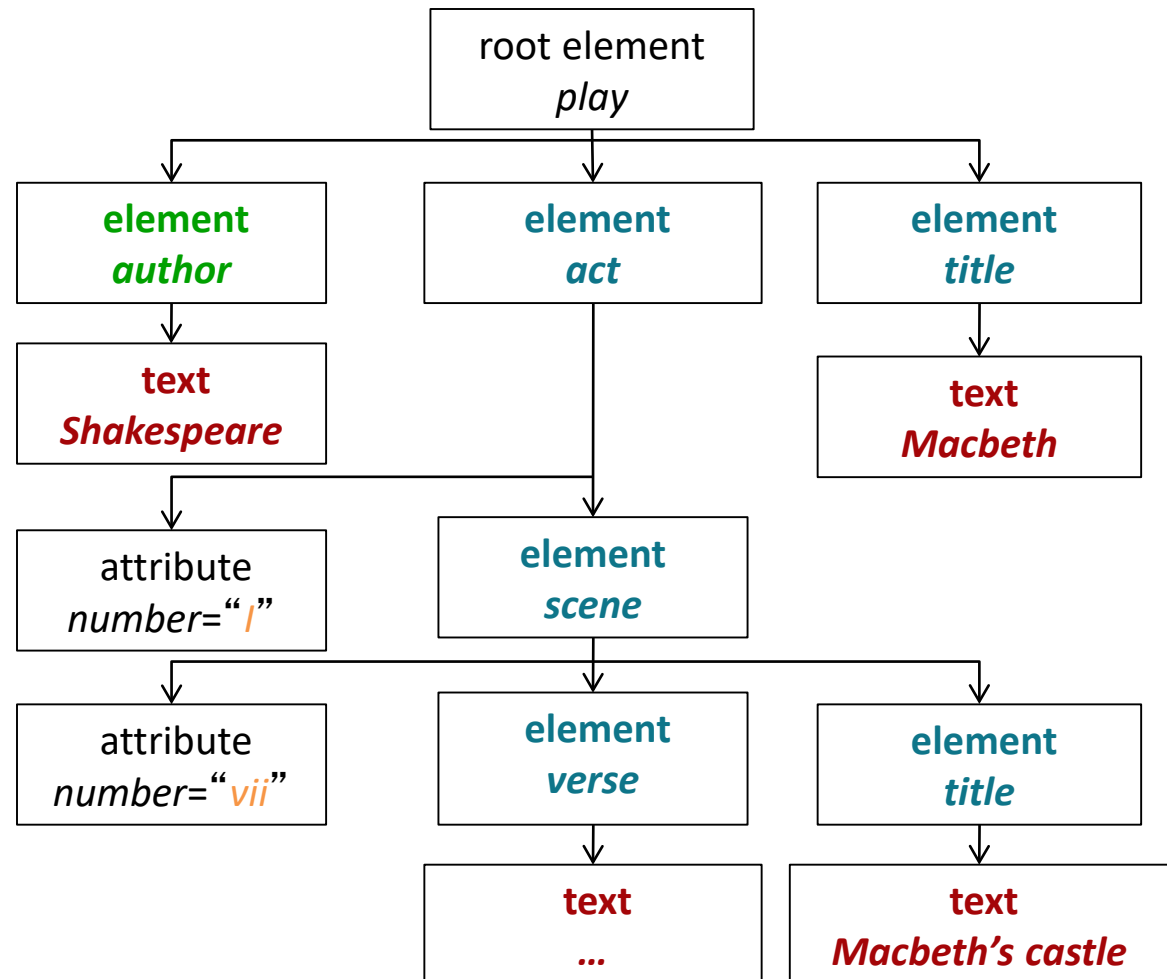 root element
play
element
author
element
act
element
title
text
Shakespeare
text
Macbeth
attribute
number=“I”
element
scene
attribute
number=“vii”
element
verse
element
title
text
...
text
Macbeth’s castle